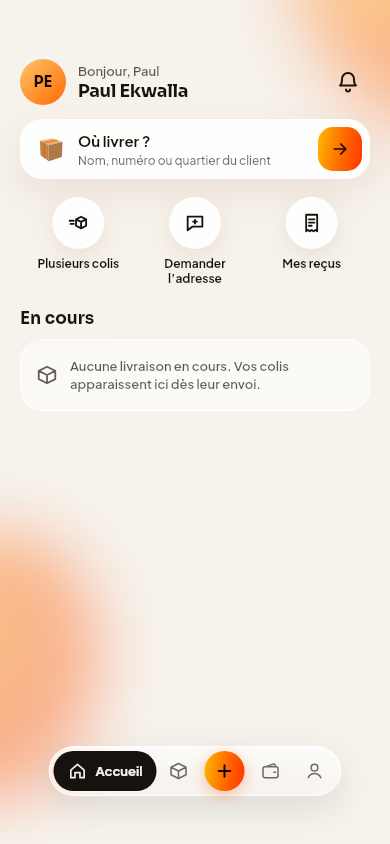 PE
Bonjour, Paul
Paul Ekwalla
Où livrer ?
Nom, numéro ou quartier du client
Plusieurs colis
Demander
l’adresse
Mes reçus
En cours
Aucune livraison en cours. Vos colis
apparaissent ici dès leur envoi.
Accueil